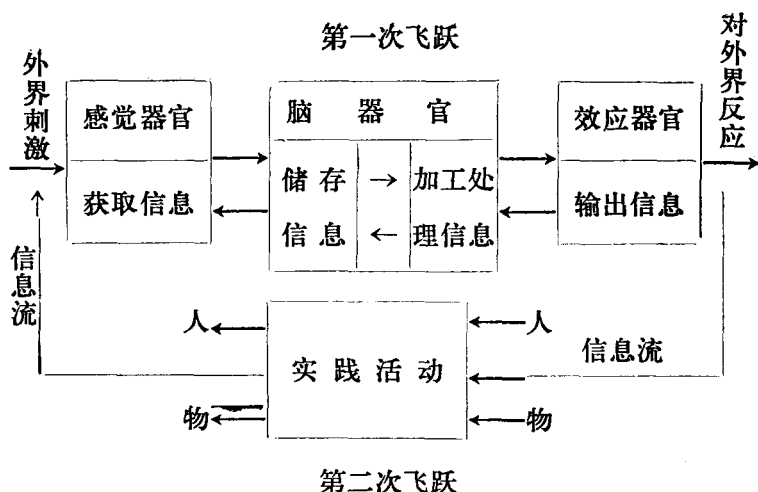 第一次飞跃
外界刺激
感觉器官
获取信息
脑器官
储存 → 加工处
信息 ← 理信息
效应器官
输出信息
对外界反应
信息流
人
人
实践活动
信息流
物
物
第二次飞跃